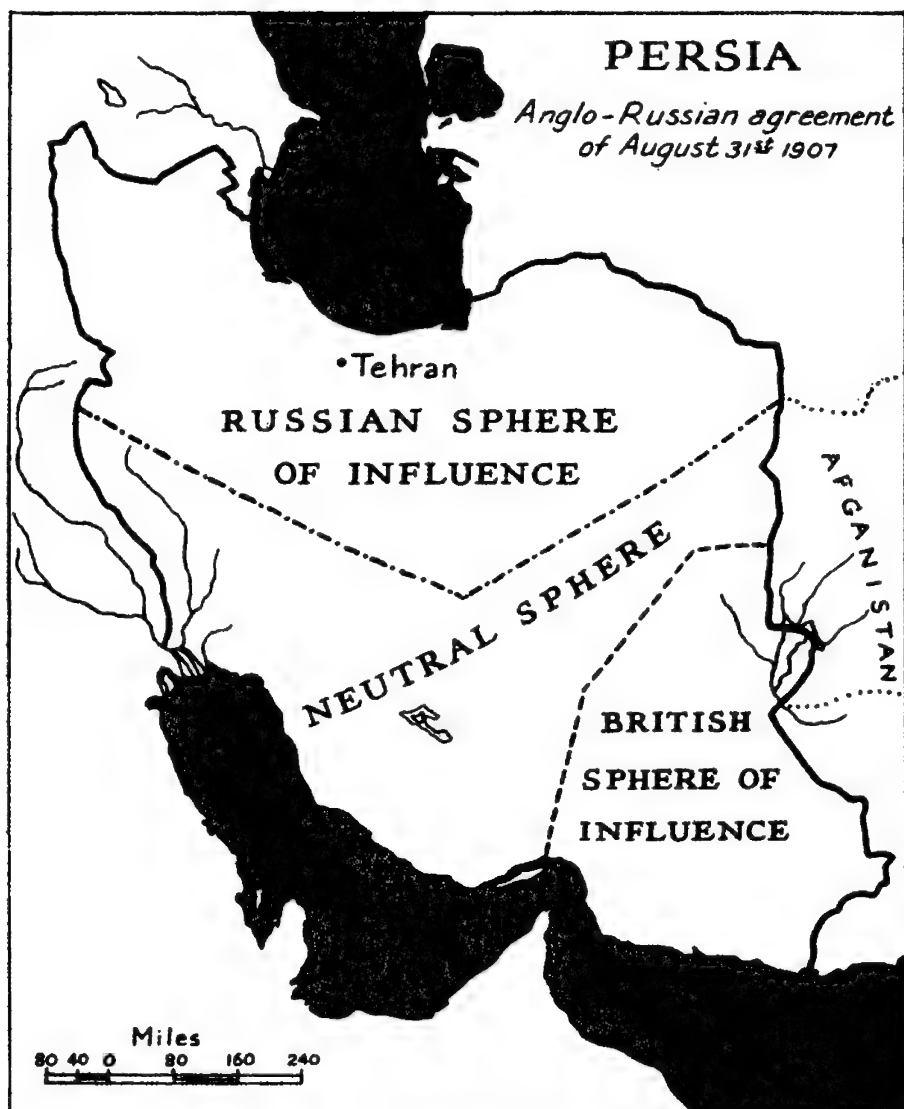 PERSIA
Anglo-Russian agreement
of August 31st 1907
•Tehran
RUSSIAN SPHERE
OF INFLUENCE
NEUTRAL SPHERE
AFGANISTAN
BRITISH
SPHERE OF
INFLUENCE
Miles
80 40 0 80 160 240